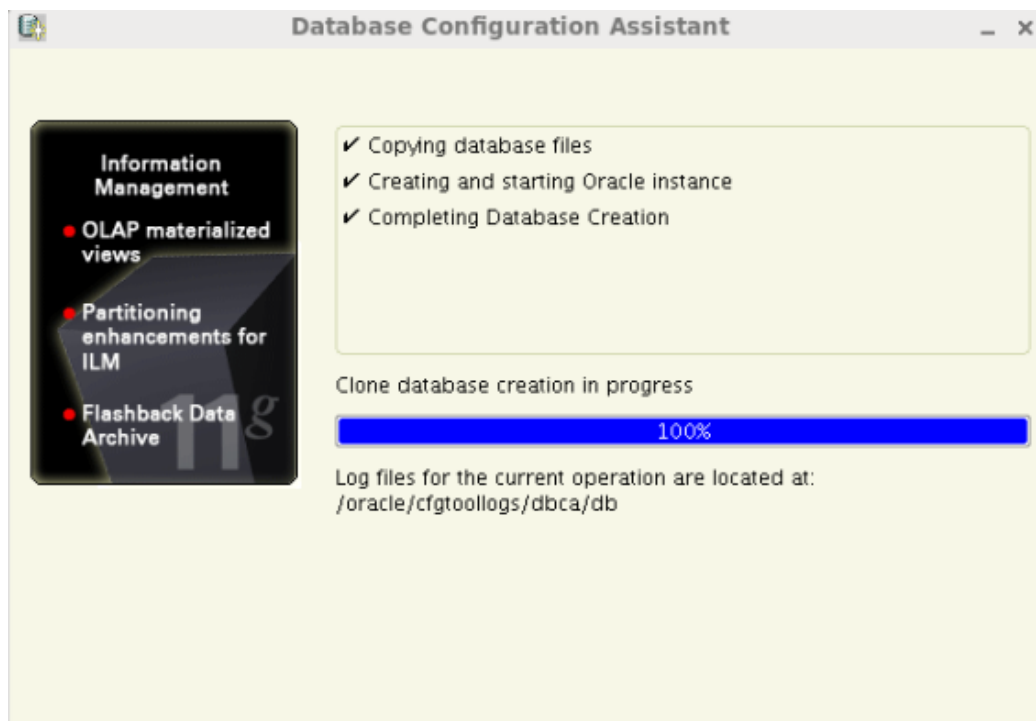 Database Configuration Assistant
Information
Management
OLAP materialized
views
Partitioning
enhancements for
ILM
Flashback Data
Archive
11g
✔ Copying database files
✔ Creating and starting Oracle instance
✔ Completing Database Creation
Clone database creation in progress
100%
Log files for the current operation are located at:
/oracle/cfgtoollogs/dbca/db